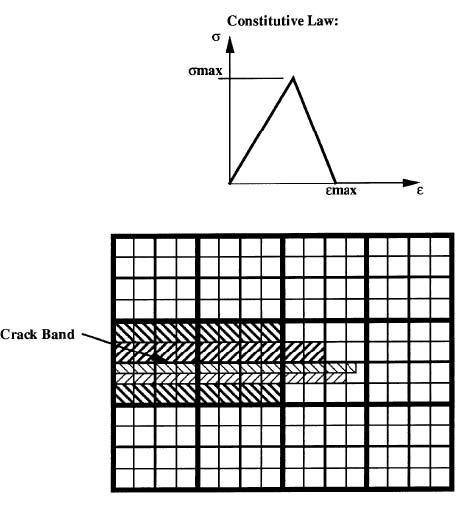 Constitutive Law:
σ
σmax
εmax
ε
Crack Band